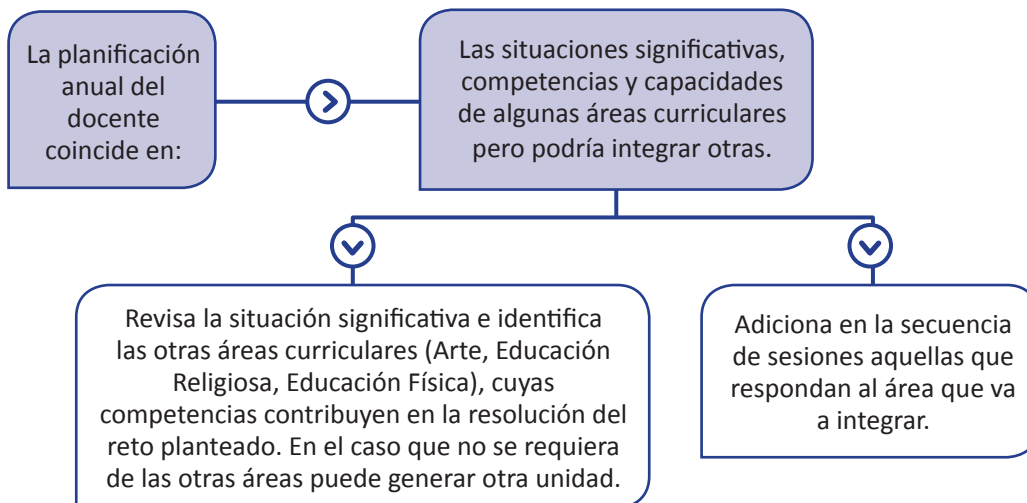 La planificación
anual del
docente
coincide en:
Las situaciones significativas,
competencias y capacidades
de algunas áreas curriculares
pero podría integrar otras.
Revisa la situación significativa e identifica
las otras áreas curriculares (Arte, Educación
Religiosa, Educación Física), cuyas
competencias contribuyen en la resolución del
reto planteado. En el caso que no se requiera
de las otras áreas puede generar otra unidad.
Adiciona en la secuencia
de sesiones aquellas que
respondan al área que va
a integrar.